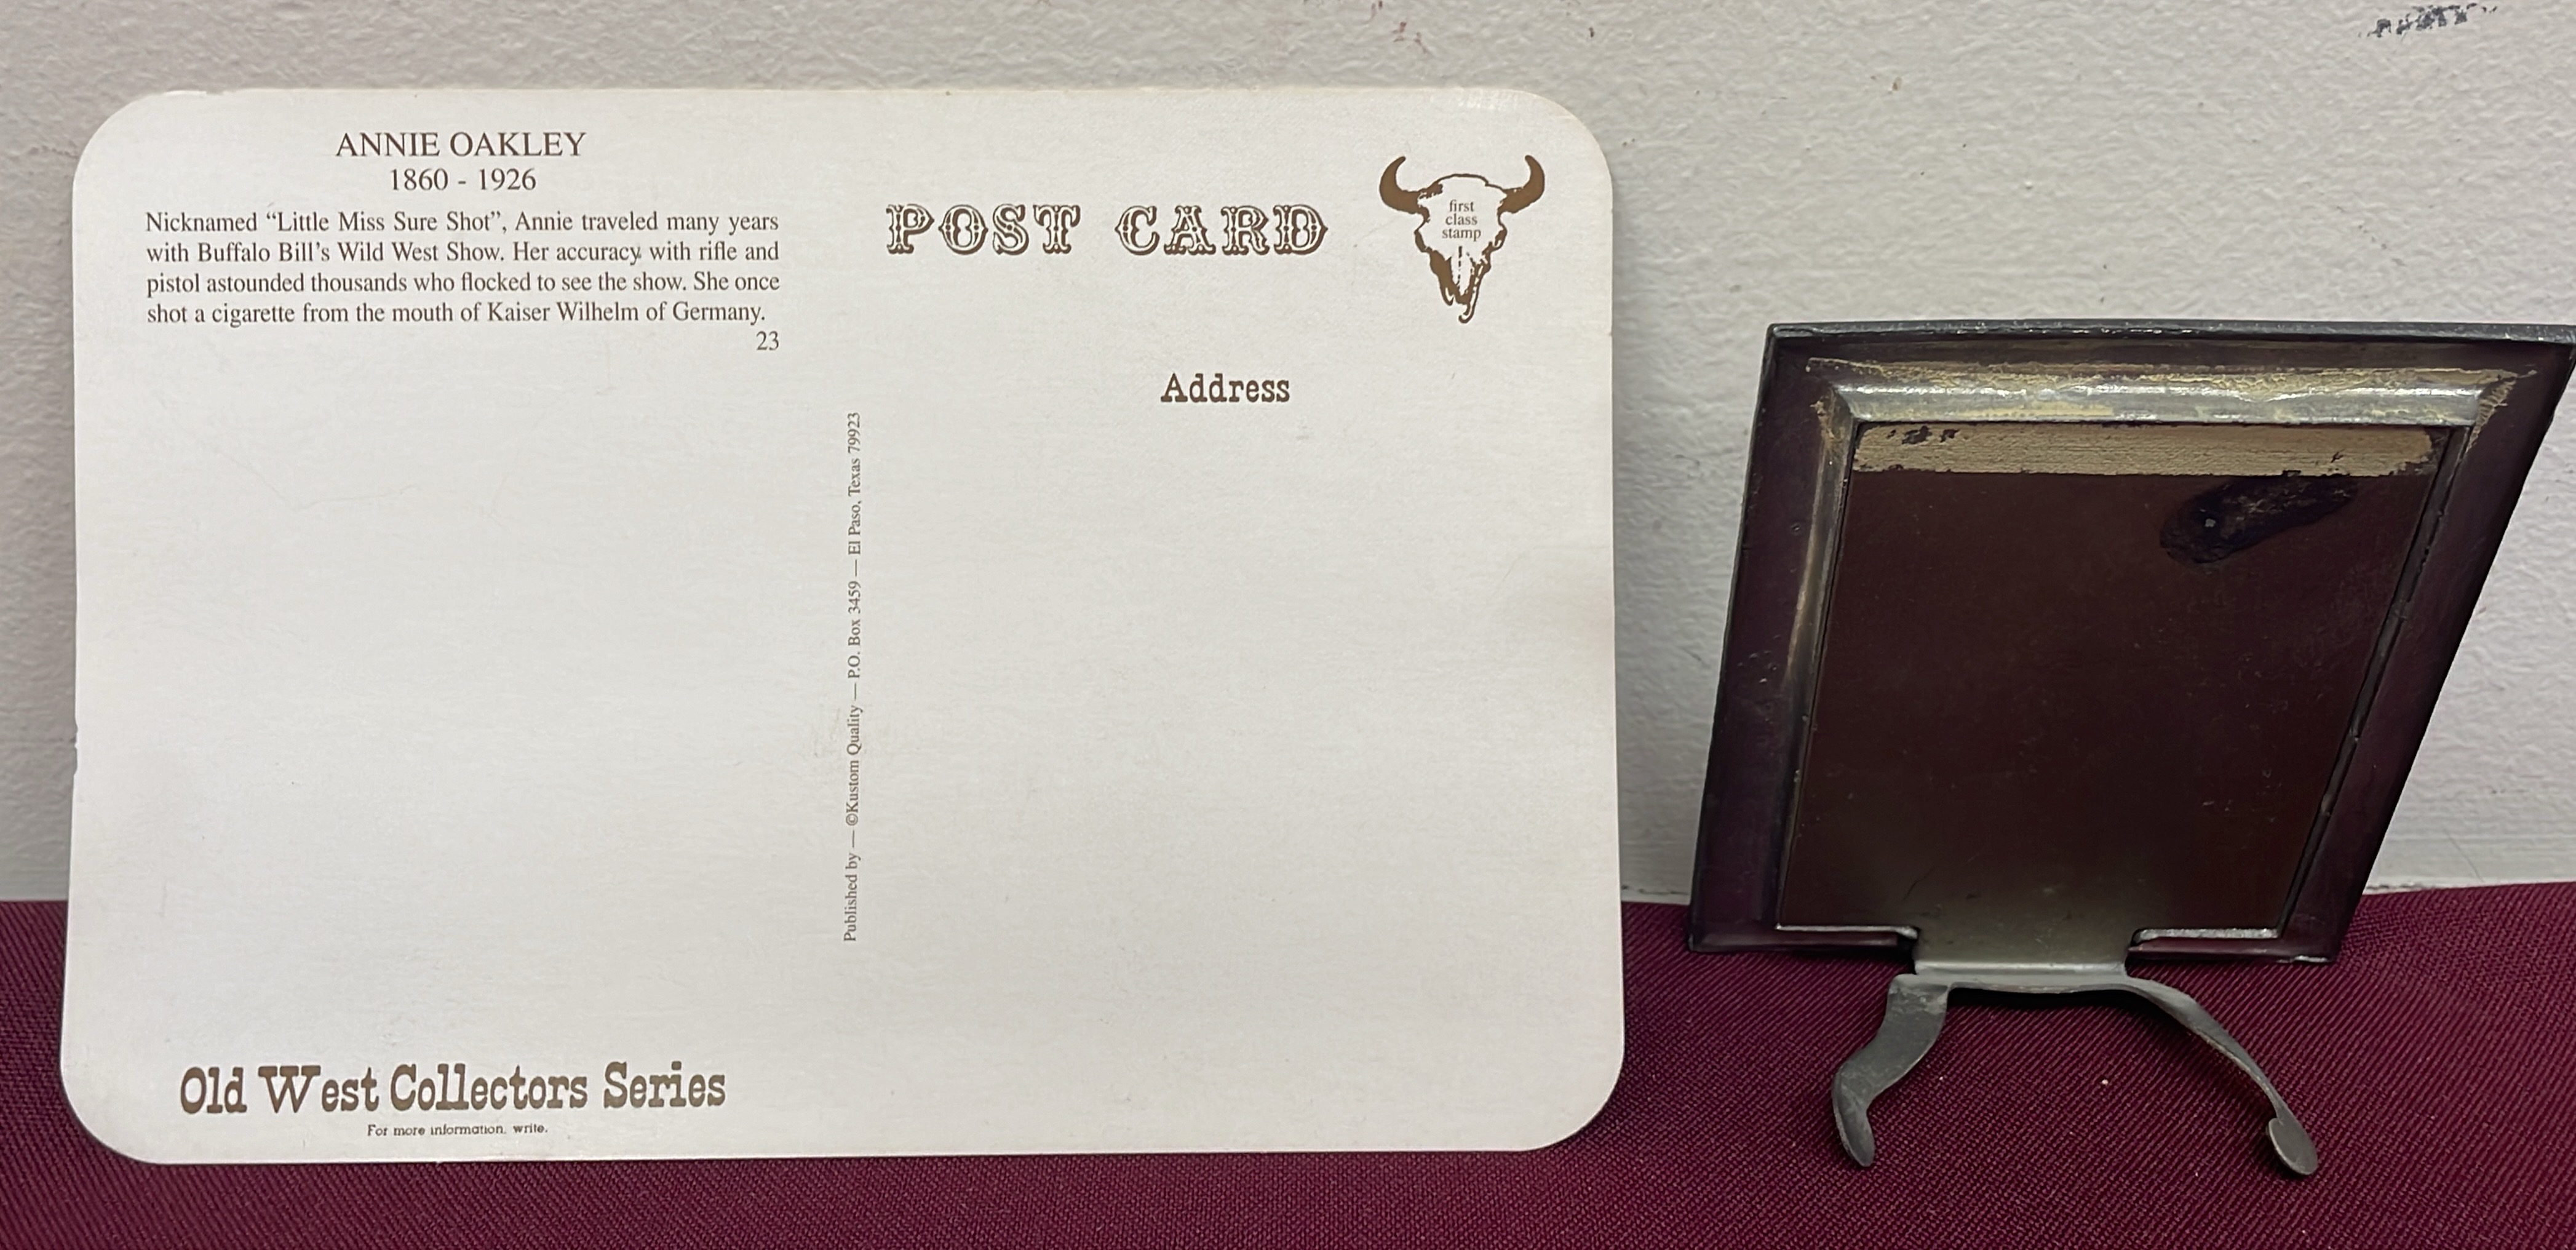 ANNIE OAKLEY
1860 - 1926
Nicknamed “Little Miss Sure Shot”, Annie traveled many years
with Buffalo Bill’s Wild West Show. Her accuracy with rifle and
pistol astounded thousands who flocked to see the show. She once
shot a cigarette from the mouth of Kaiser Wilhelm of Germany.
23
POST CARD
first
class
stamp
Address
Published by — ©Kustom Quality — P.O. Box 3459 — El Paso, Texas 79923
Old West Collectors Series
For more information, write.